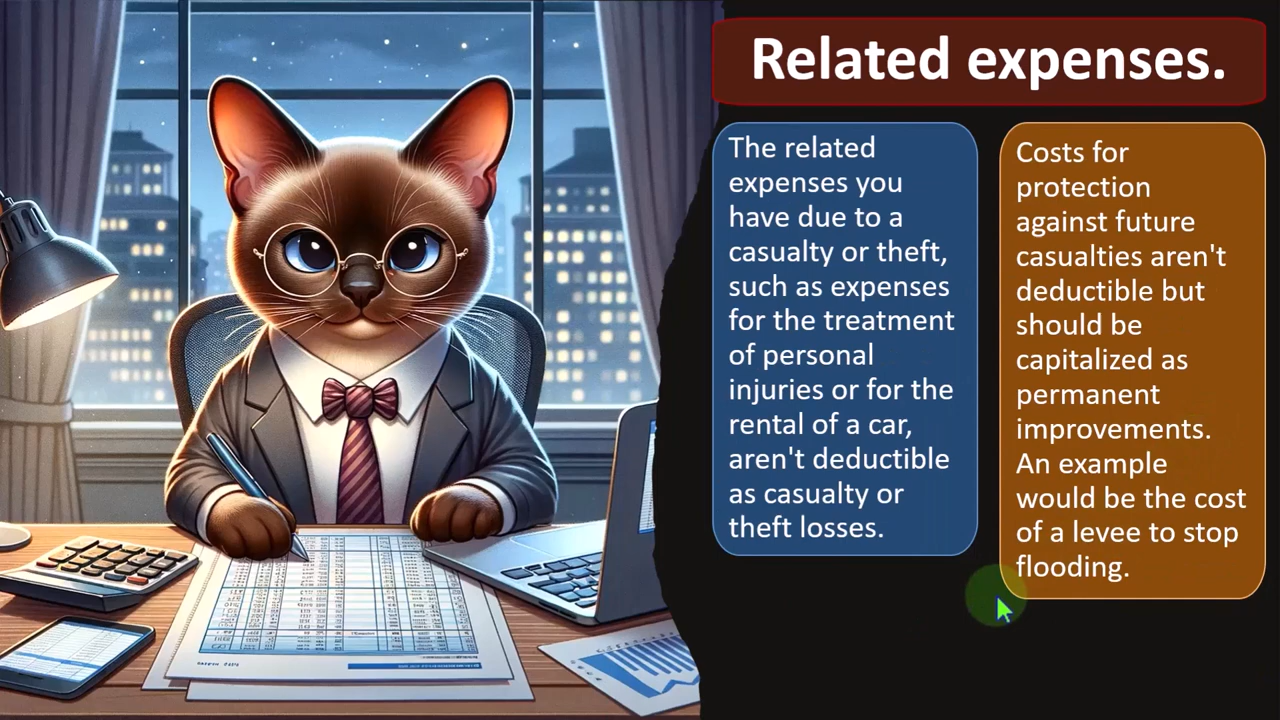 Related expenses.
The related
expenses you
have due to a
casualty or theft,
such as expenses
for the treatment
of personal
injuries or for the
rental of a car,
aren't deductible
as casualty or
theft losses.
Costs for
protection
against future
casualties aren't
deductible but
should be
capitalized as
permanent
improvements.
An example
would be the cost
of a levee to stop
flooding.